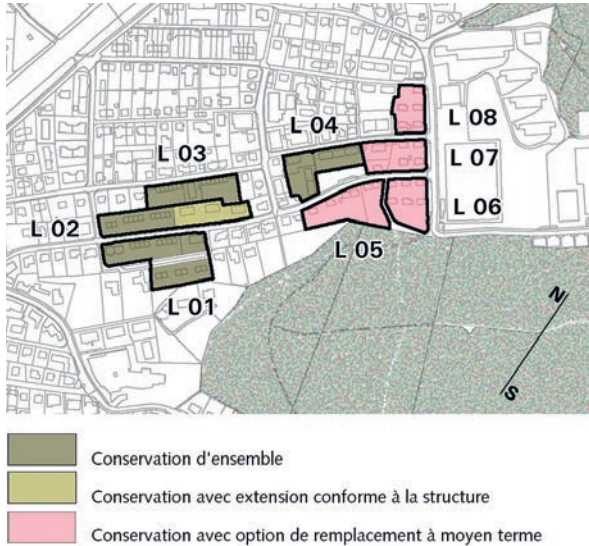 L 03
L 04
L 08
L 07
L 02
L 06
L 05
L 01
N
S
Conservation d'ensemble
Conservation avec extension conforme à la structure
Conservation avec option de remplacement à moyen terme